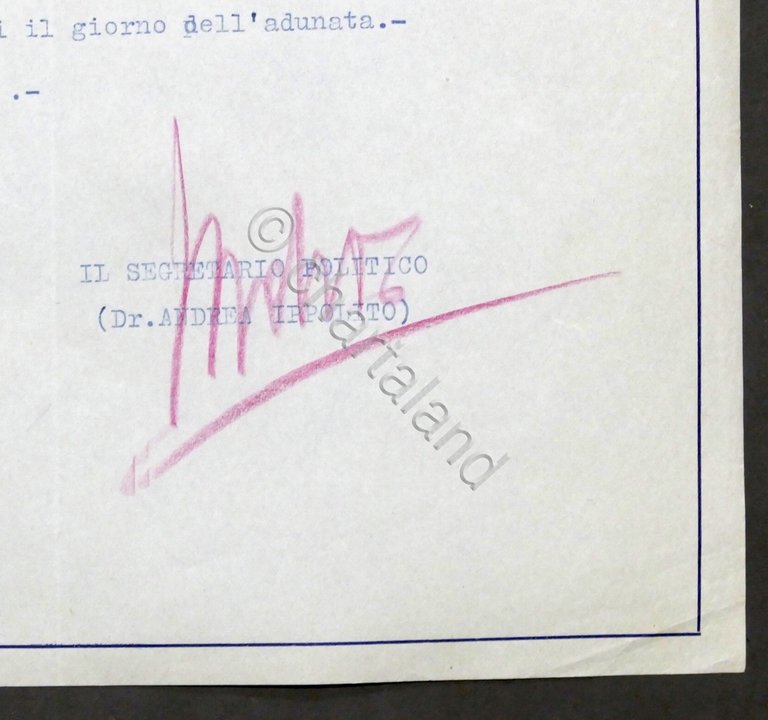 i il giorno dell'adunata.-
.-
IL SEGRETARIO POLITICO
(Dr.ANDREA IPPOLITO)
© chartaland